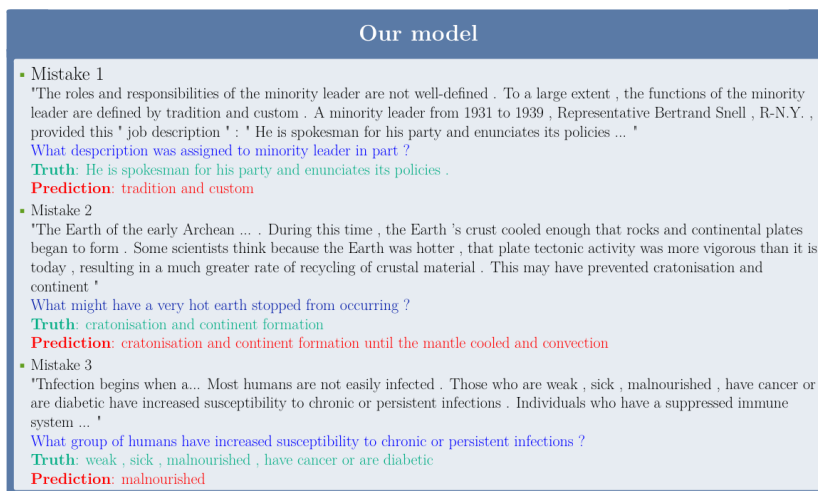 Our model
Mistake 1
"The roles and responsibilities of the minority leader are not well-defined . To a large extent , the functions of the minority
leader are defined by tradition and custom . A minority leader from 1931 to 1939 , Representative Bertrand Snell , R-N.Y. ,
provided this " job description " : " He is spokesman for his party and enunciates its policies ... "
What despcription was assigned to minority leader in part ?
Truth: He is spokesman for his party and enunciates its policies .
Prediction: tradition and custom
Mistake 2
"The Earth of the early Archean ... . During this time , the Earth 's crust cooled enough that rocks and continental plates
began to form . Some scientists think because the Earth was hotter , that plate tectonic activity was more vigorous than it is
today , resulting in a much greater rate of recycling of crustal material . This may have prevented cratonisation and
continent "
What might have a very hot earth stopped from occurring ?
Truth: cratonisation and continent formation
Prediction: cratonisation and continent formation until the mantle cooled and convection
Mistake 3
"Tnfection begins when a... Most humans are not easily infected . Those who are weak , sick , malnourished , have cancer or
are diabetic have increased susceptibility to chronic or persistent infections . Individuals who have a suppressed immune
system ... "
What group of humans have increased susceptibility to chronic or persistent infections ?
Truth: weak , sick , malnourished , have cancer or are diabetic
Prediction: malnourished